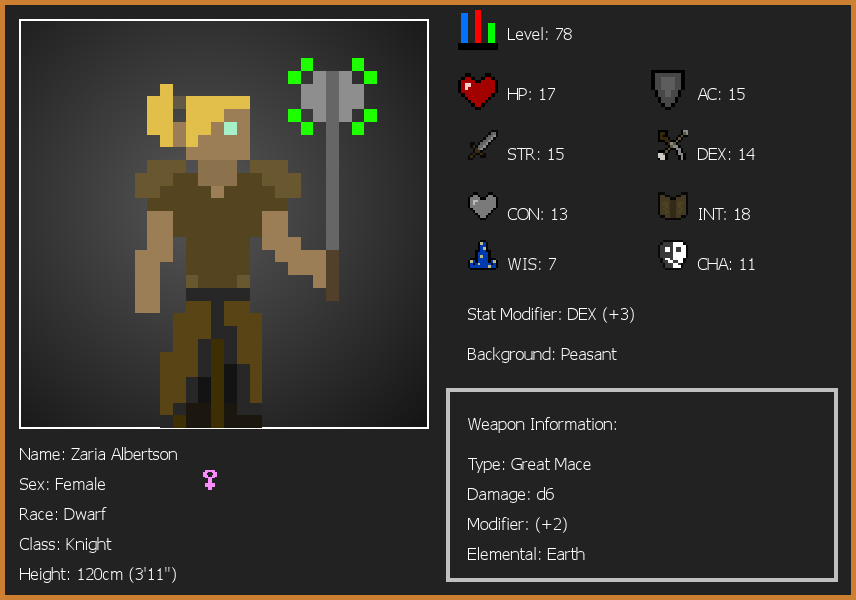 Level: 78
HP: 17
AC: 15
STR: 15
DEX: 14
CON: 13
INT: 18
WIS: 7
CHA: 11
Stat Modifier: DEX (+3)
Background: Peasant
Weapon Information:
Type: Great Mace
Damage: d6
Modifier: (+2)
Elemental: Earth
Name: Zaria Albertson
Sex: Female
Race: Dwarf
Class: Knight
Height: 120cm (3'11")